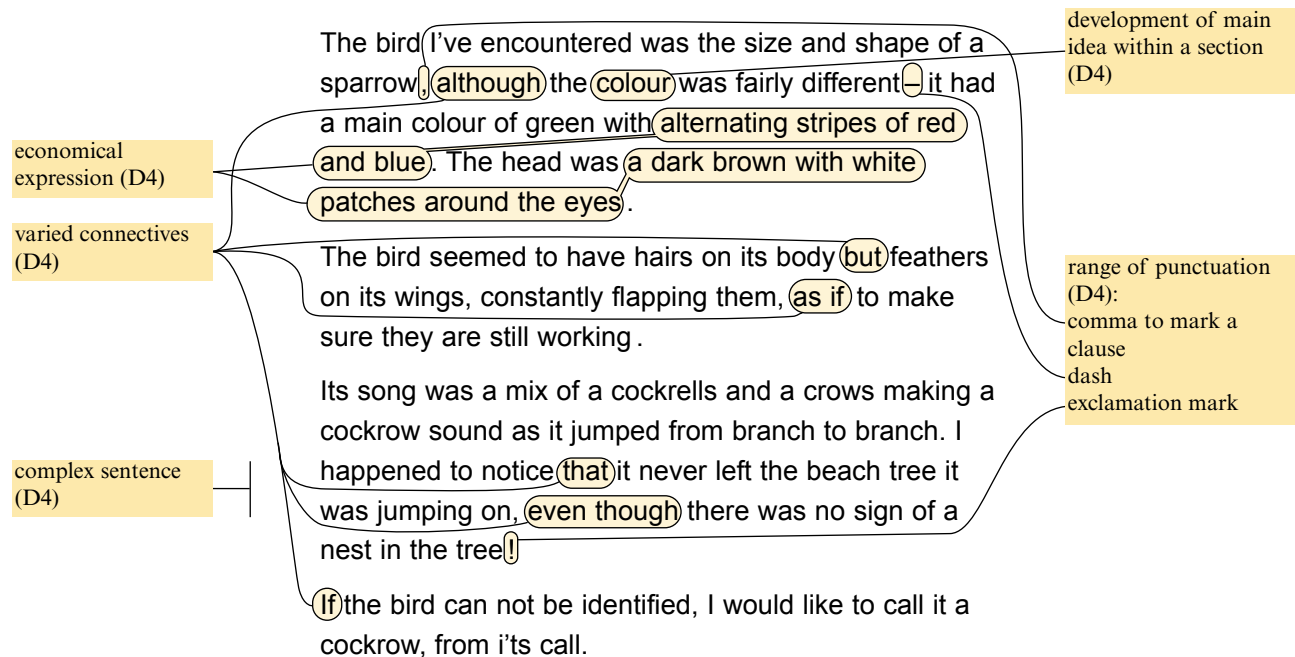 development of main
idea within a section
(D4)
The bird I've encountered was the size and shape of a
sparrow, although the colour was fairly different – it had
a main colour of green with alternating stripes of red
and blue. The head was a dark brown with white
patches around the eyes.
economical
expression (D4)
varied connectives
(D4)
The bird seemed to have hairs on its body but feathers
on its wings, constantly flapping them, as if to make
sure they are still working.
range of punctuation
(D4):
comma to mark a
clause
dash
exclamation mark
Its song was a mix of a cockrells and a crows making a
cockrow sound as it jumped from branch to branch. I
happened to notice that it never left the beach tree it
was jumping on, even though there was no sign of a
nest in the tree!
complex sentence
(D4)
If the bird can not be identified, I would like to call it a
cockrow, from i'ts call.